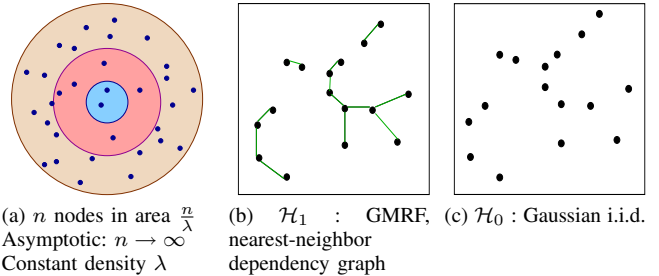 (a) n nodes in area n/λ
Asymptotic: n → ∞
Constant density λ
(b) ℋ₁ : GMRF,
nearest-neighbor
dependency graph
(c) ℋ₀ : Gaussian i.i.d.